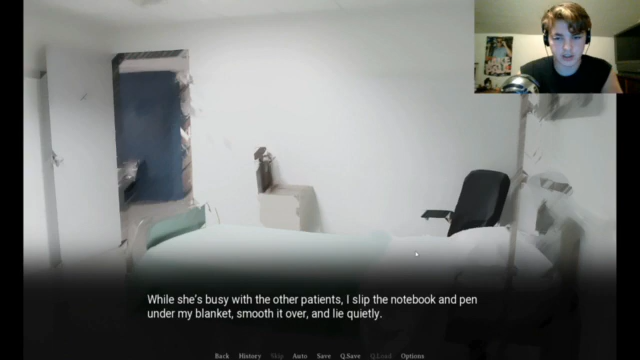 While she's busy with the other patients, I slip the notebook and pen
under my blanket, smooth it over, and lie quietly.
Back History Skip Auto Save Q.Save Q.Load Options